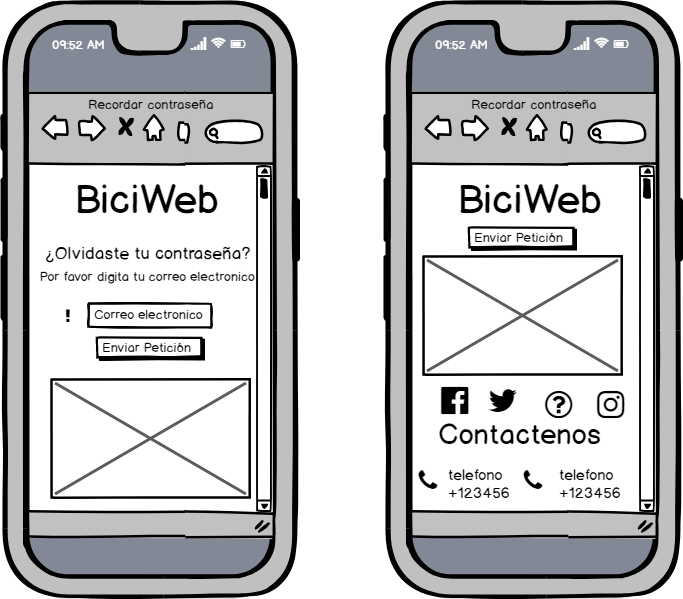 09:52 AM
Recordar contraseña
BiciWeb
¿Olvidaste tu contraseña?
Por favor digita tu correo electronico
! Correo electronico
Enviar Petición
09:52 AM
Recordar contraseña
BiciWeb
Enviar Petición
Contactenos
telefono telefono
+123456 +123456